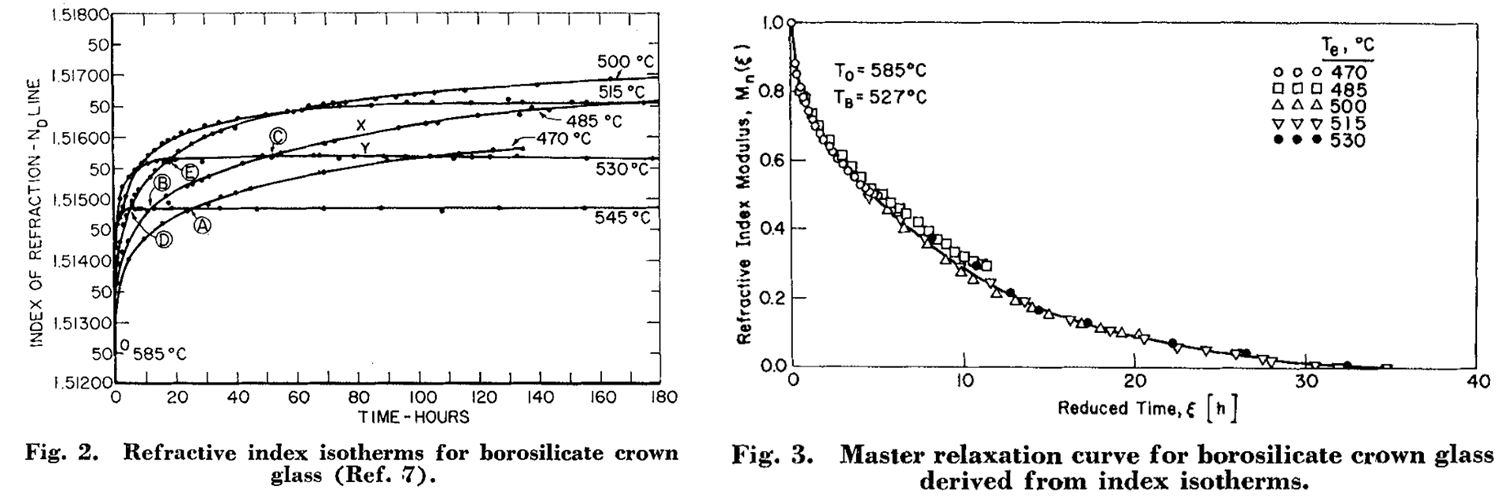 1.51800
50
1.51700
50
1.51600
50
1.51500
50
1.51400
50
1.51300
50
1.51200
INDEX OF REFRACTION - N_D LINE
500 °C
515 °C
485 °C
470 °C
530 °C
545 °C
585 °C
X
Y
C
E
B
D
A
O
0 20 40 60 80 100 120 140 160 180
TIME-HOURS
Fig. 2. Refractive index isotherms for borosilicate crown
glass (Ref. 7).
1.0
0.8
0.6
0.4
0.2
0.0
Refractive Index Modulus, M_n(ξ)
T_O = 585°C
T_B = 527°C
T_e, °C
470
485
500
515
530
0 10 20 30 40
Reduced Time, ξ [h]
Fig. 3. Master relaxation curve for borosilicate crown glass
derived from index isotherms.